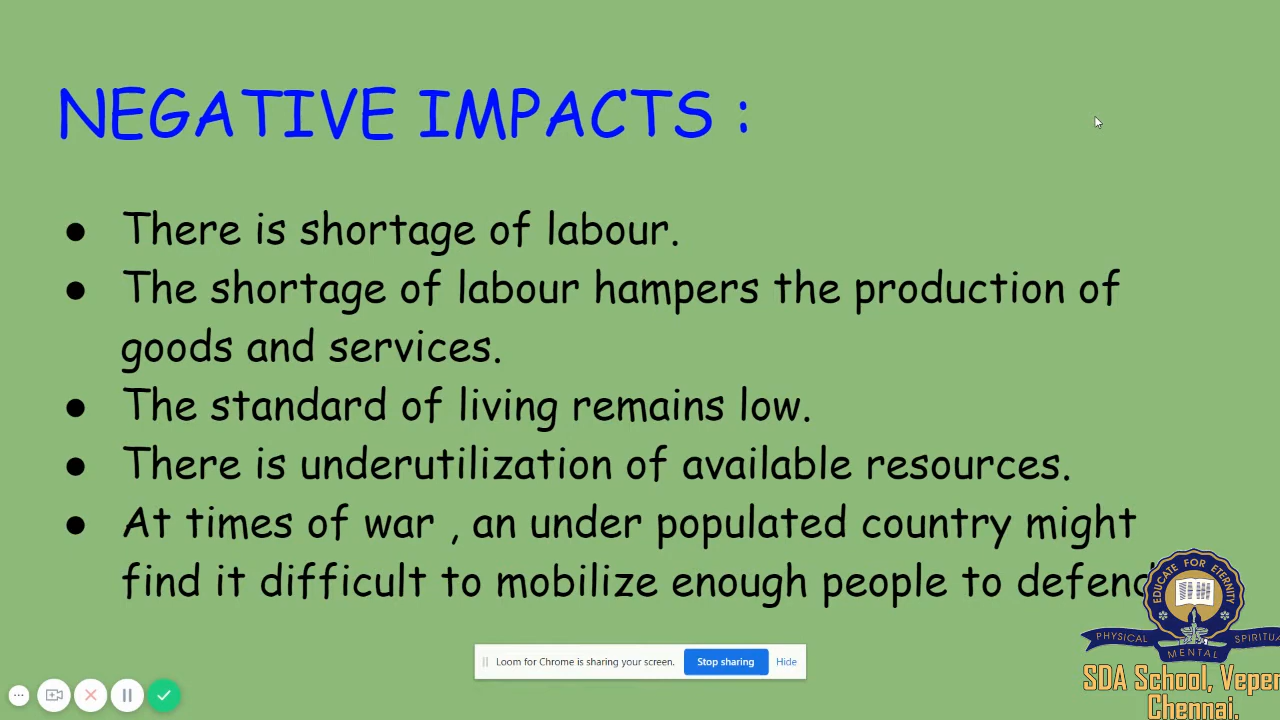 NEGATIVE IMPACTS :
● There is shortage of labour.
● The shortage of labour hampers the production of
goods and services.
● The standard of living remains low.
● There is underutilization of available resources.
● At times of war , an under populated country might
find it difficult to mobilize enough people to defend
EDUCATE FOR ETERNITY
PHYSICAL
MENTAL
SPIRITUA
Loom for Chrome is sharing your screen.
Stop sharing
Hide
SDA School, Veper
Chennai.